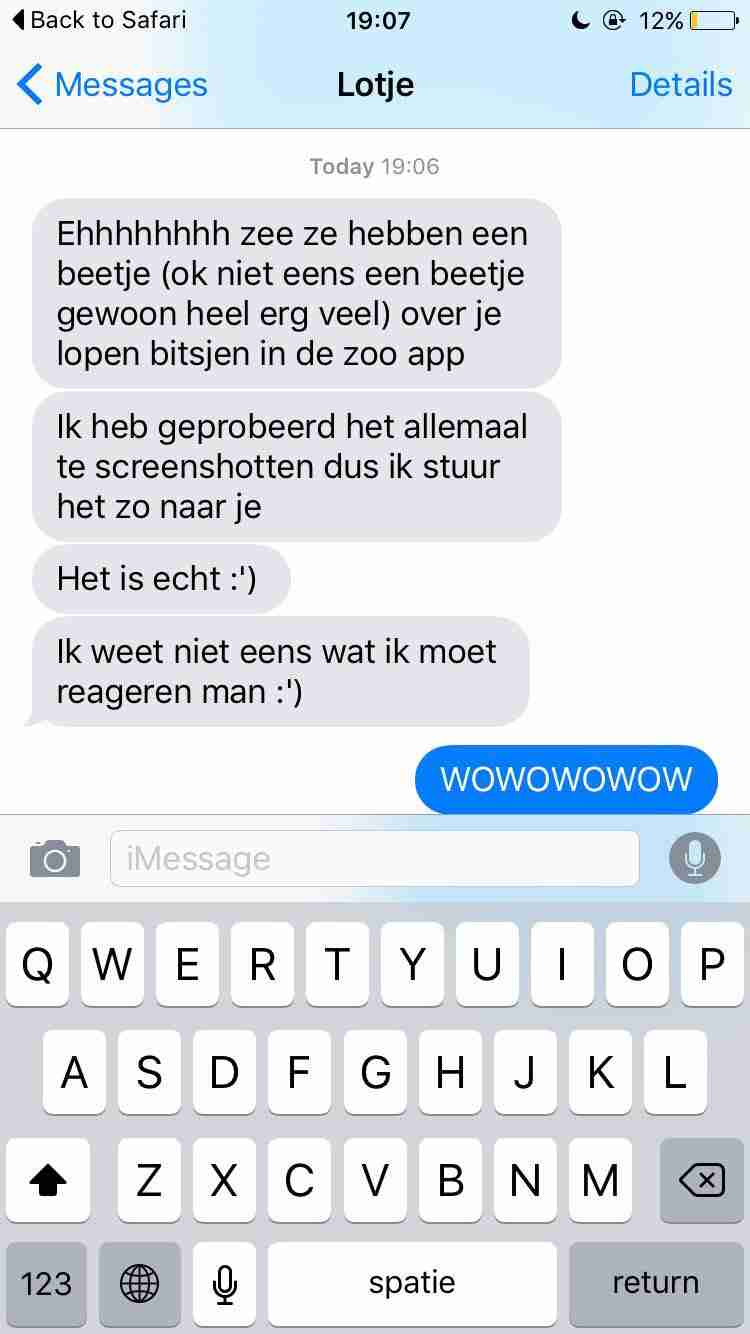 Back to Safari 19:07 12%
Messages Lotje Details
Today 19:06
Ehhhhhhhh zee ze hebben een
beetje (ok niet eens een beetje
gewoon heel erg veel) over je
lopen bitsjen in de zoo app
Ik heb geprobeerd het allemaal
te screenshotten dus ik stuur
het zo naar je
Het is echt :')
Ik weet niet eens wat ik moet
reageren man :')
WOWOWOWOW
iMessage
Q W E R T Y U I O P
A S D F G H J K L
Z X C V B N M
123 spatie return